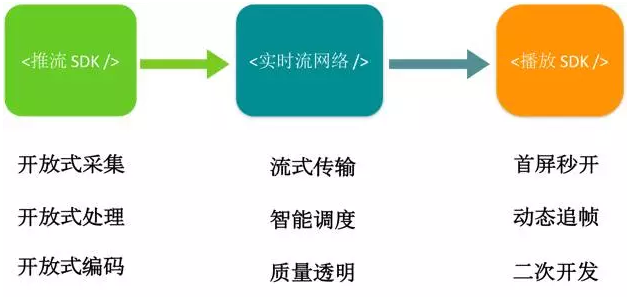 <推流 SDK />
<实时流网络 />
<播放 SDK />
开放式采集
流式传输
首屏秒开
开放式处理
智能调度
动态追帧
开放式编码
质量透明
二次开发